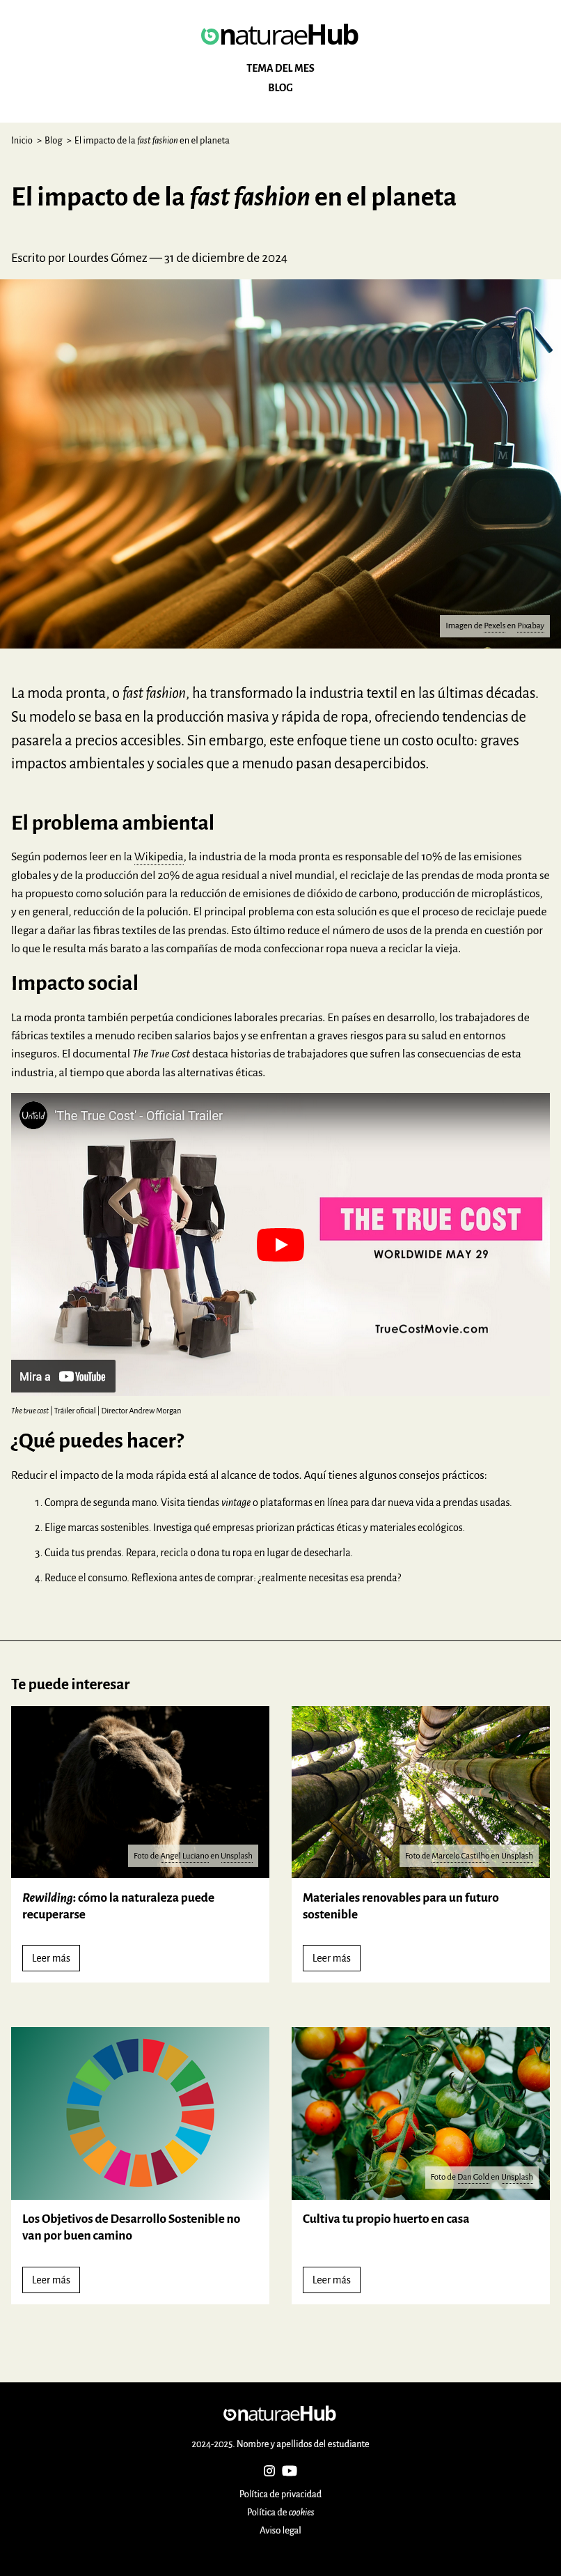 naturaeHub
TEMA DEL MES
BLOG
Inicio > Blog > El impacto de la fast fashion en el planeta
El impacto de la fast fashion en el planeta
Escrito por Lourdes Gómez — 31 de diciembre de 2024
M M M
Imagen de Pexels en Pixabay
La moda pronta, o fast fashion, ha transformado la industria textil en las últimas décadas.
Su modelo se basa en la producción masiva y rápida de ropa, ofreciendo tendencias de
pasarela a precios accesibles. Sin embargo, este enfoque tiene un costo oculto: graves
impactos ambientales y sociales que a menudo pasan desapercibidos.
El problema ambiental
Según podemos leer en la Wikipedia, la industria de la moda pronta es responsable del 10% de las emisiones
globales y de la producción del 20% de agua residual a nivel mundial, el reciclaje de las prendas de moda pronta se
ha propuesto como solución para la reducción de emisiones de dióxido de carbono, producción de microplásticos,
y en general, reducción de la polución. El principal problema con esta solución es que el proceso de reciclaje puede
llegar a dañar las fibras textiles de las prendas. Esto último reduce el número de usos de la prenda en cuestión por
lo que le resulta más barato a las compañías de moda confeccionar ropa nueva a reciclar la vieja.
Impacto social
La moda pronta también perpetúa condiciones laborales precarias. En países en desarrollo, los trabajadores de
fábricas textiles a menudo reciben salarios bajos y se enfrentan a graves riesgos para su salud en entornos
inseguros. El documental The True Cost destaca historias de trabajadores que sufren las consecuencias de esta
industria, al tiempo que aborda las alternativas éticas.
Untold 'The True Cost' - Official Trailer
THE TRUE COST
WORLDWIDE MAY 29
TrueCostMovie.com
Mira a YouTube
The true cost | Tráiler oficial | Director Andrew Morgan
¿Qué puedes hacer?
Reducir el impacto de la moda rápida está al alcance de todos. Aquí tienes algunos consejos prácticos:
1. Compra de segunda mano. Visita tiendas vintage o plataformas en línea para dar nueva vida a prendas usadas.
2. Elige marcas sostenibles. Investiga qué empresas priorizan prácticas éticas y materiales ecológicos.
3. Cuida tus prendas. Repara, recicla o dona tu ropa en lugar de desecharla.
4. Reduce el consumo. Reflexiona antes de comprar: ¿realmente necesitas esa prenda?
Te puede interesar
Foto de Angel Luciano en Unsplash
Rewilding: cómo la naturaleza puede
recuperarse
Leer más
Foto de Marcelo Castilho en Unsplash
Materiales renovables para un futuro
sostenible
Leer más
Los Objetivos de Desarrollo Sostenible no
van por buen camino
Leer más
Foto de Dan Gold en Unsplash
Cultiva tu propio huerto en casa
Leer más
naturaeHub
2024-2025. Nombre y apellidos del estudiante
Política de privacidad
Política de cookies
Aviso legal